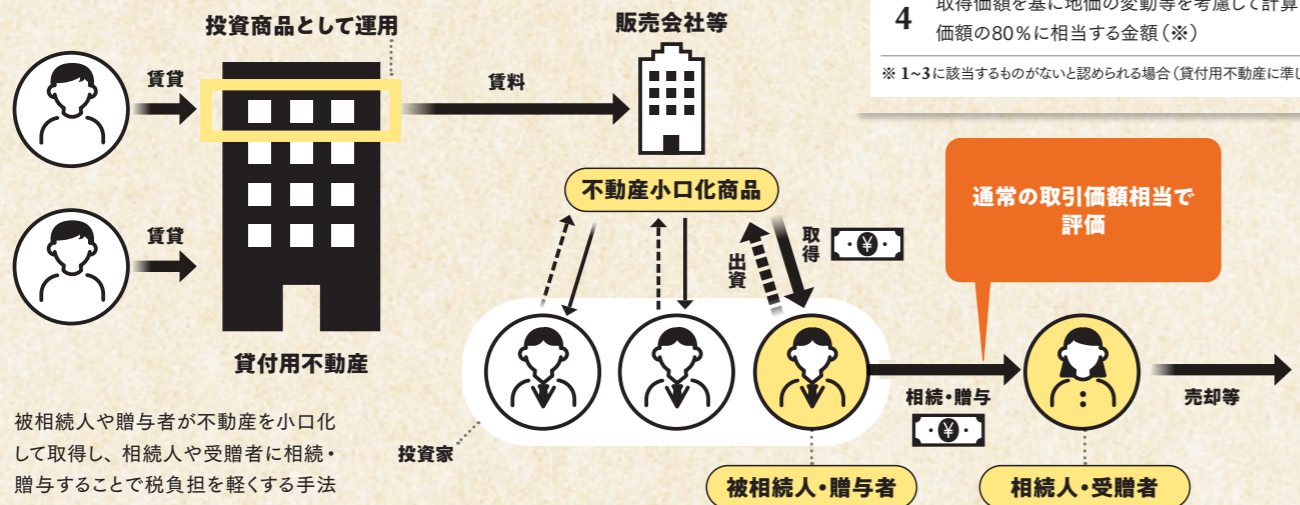 投資商品として運用
販売会社等
4
取得価額を基に地価の変動等を考慮して計算
価額の80％に相当する金額（※）
※ 1~3に該当するものがないと認められる場合（貸付用不動産に準じ
賃貸
賃料
賃貸
不動産小口化商品
通常の取引価額相当で
評価
取得
¥
出資
貸付用不動産
相続・贈与
¥
売却等
被相続人や贈与者が不動産を小口化
して取得し、相続人や受贈者に相続・
贈与することで税負担を軽くする手法
投資家
被相続人・贈与者
相続人・受贈者